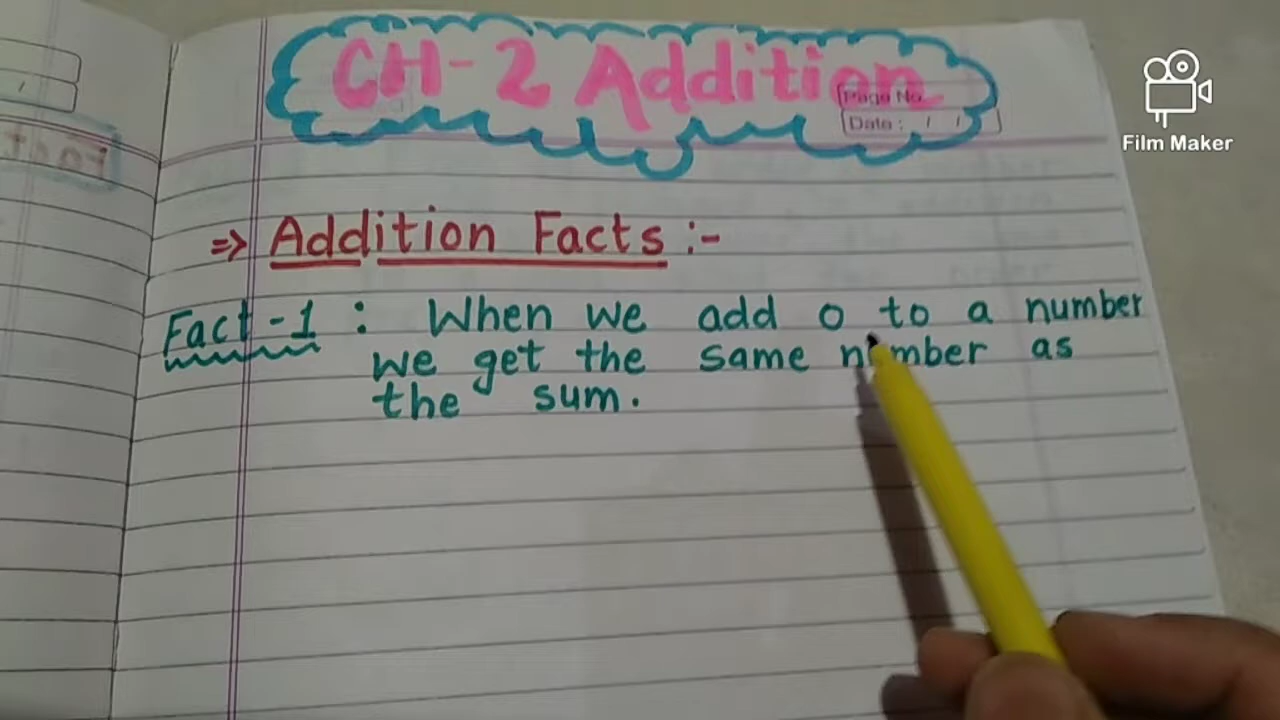 CH-2 Addition
Page No.
Date : / /
Film Maker
⇒ Addition Facts :-
Fact-1 : When we add 0 to a number
we get the same number as
the sum.